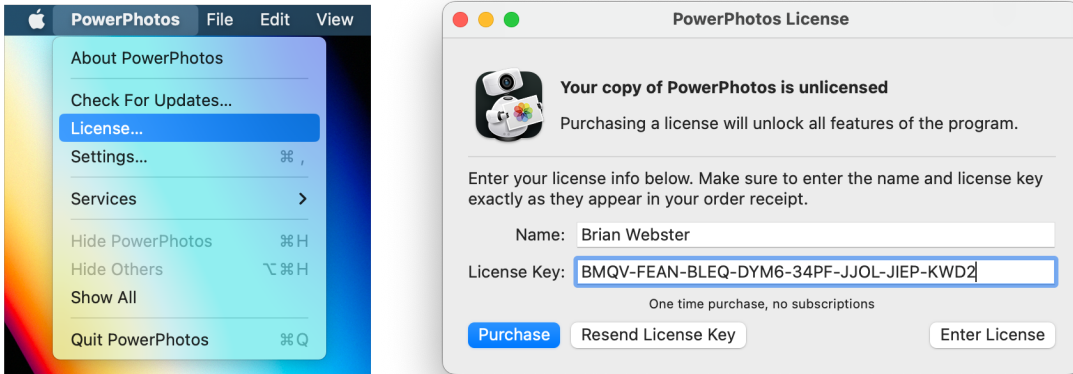 PowerPhotos File Edit View
About PowerPhotos
Check For Updates...
License...
Settings... ⌘ ,
Services
Hide PowerPhotos ⌘H
Hide Others ⌥⌘H
Show All
Quit PowerPhotos ⌘Q
PowerPhotos License
Your copy of PowerPhotos is unlicensed
Purchasing a license will unlock all features of the program.
Enter your license info below. Make sure to enter the name and license key
exactly as they appear in your order receipt.
Name: Brian Webster
License Key: BMQV-FEAN-BLEQ-DYM6-34PF-JJOL-JIEP-KWD2
One time purchase, no subscriptions
Purchase Resend License Key Enter License